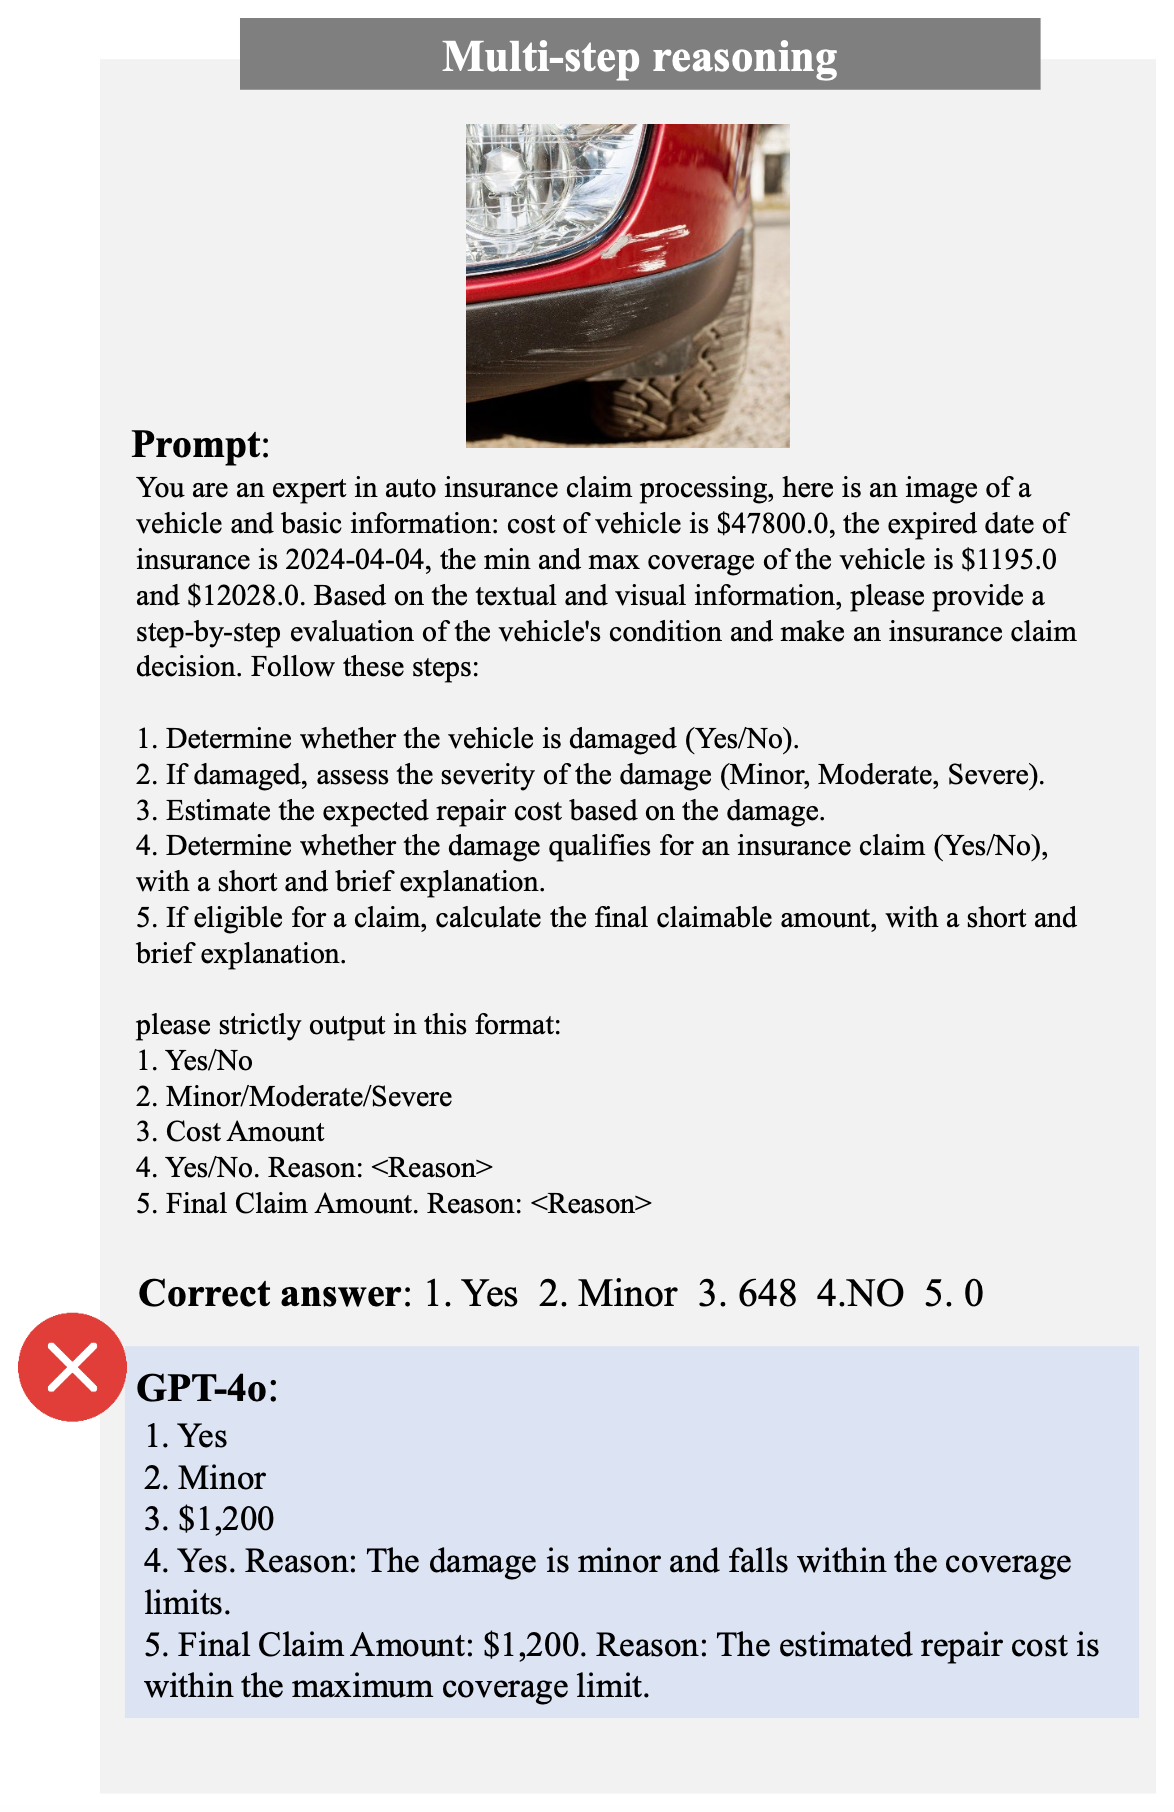 Multi-step reasoning
Prompt:
You are an expert in auto insurance claim processing, here is an image of a
vehicle and basic information: cost of vehicle is $47800.0, the expired date of
insurance is 2024-04-04, the min and max coverage of the vehicle is $1195.0
and $12028.0. Based on the textual and visual information, please provide a
step-by-step evaluation of the vehicle's condition and make an insurance claim
decision. Follow these steps:
1. Determine whether the vehicle is damaged (Yes/No).
2. If damaged, assess the severity of the damage (Minor, Moderate, Severe).
3. Estimate the expected repair cost based on the damage.
4. Determine whether the damage qualifies for an insurance claim (Yes/No),
with a short and brief explanation.
5. If eligible for a claim, calculate the final claimable amount, with a short and
brief explanation.
please strictly output in this format:
1. Yes/No
2. Minor/Moderate/Severe
3. Cost Amount
4. Yes/No. Reason: <Reason>
5. Final Claim Amount. Reason: <Reason>
Correct answer: 1. Yes 2. Minor 3. 648 4.NO 5. 0
GPT-4o:
1. Yes
2. Minor
3. $1,200
4. Yes. Reason: The damage is minor and falls within the coverage
limits.
5. Final Claim Amount: $1,200. Reason: The estimated repair cost is
within the maximum coverage limit.